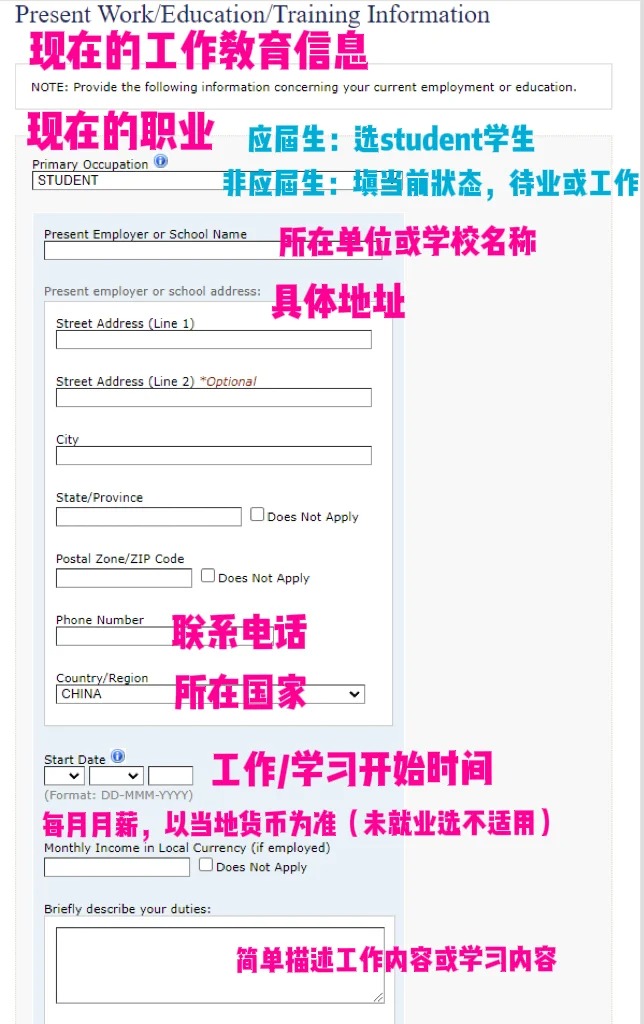 Present Work/Education/Training Information
现在的工作教育信息
NOTE: Provide the following information concerning your current employment or education.
现在的职业
应届生：选student学生
Primary Occupation
STUDENT
非应届生：填当前状态，待业或工作
Present Employer or School Name
所在单位或学校名称
Present employer or school address:
具体地址
Street Address (Line 1)
Street Address (Line 2) *Optional
City
State/Province
Does Not Apply
Postal Zone/ZIP Code
Does Not Apply
Phone Number
联系电话
Country/Region
CHINA
所在国家
Start Date
工作/学习开始时间
(Format: DD-MMM-YYYY)
每月月薪，以当地货币为准（未就业选不适用）
Monthly Income in Local Currency (if employed)
Does Not Apply
Briefly describe your duties:
简单描述工作内容或学习内容